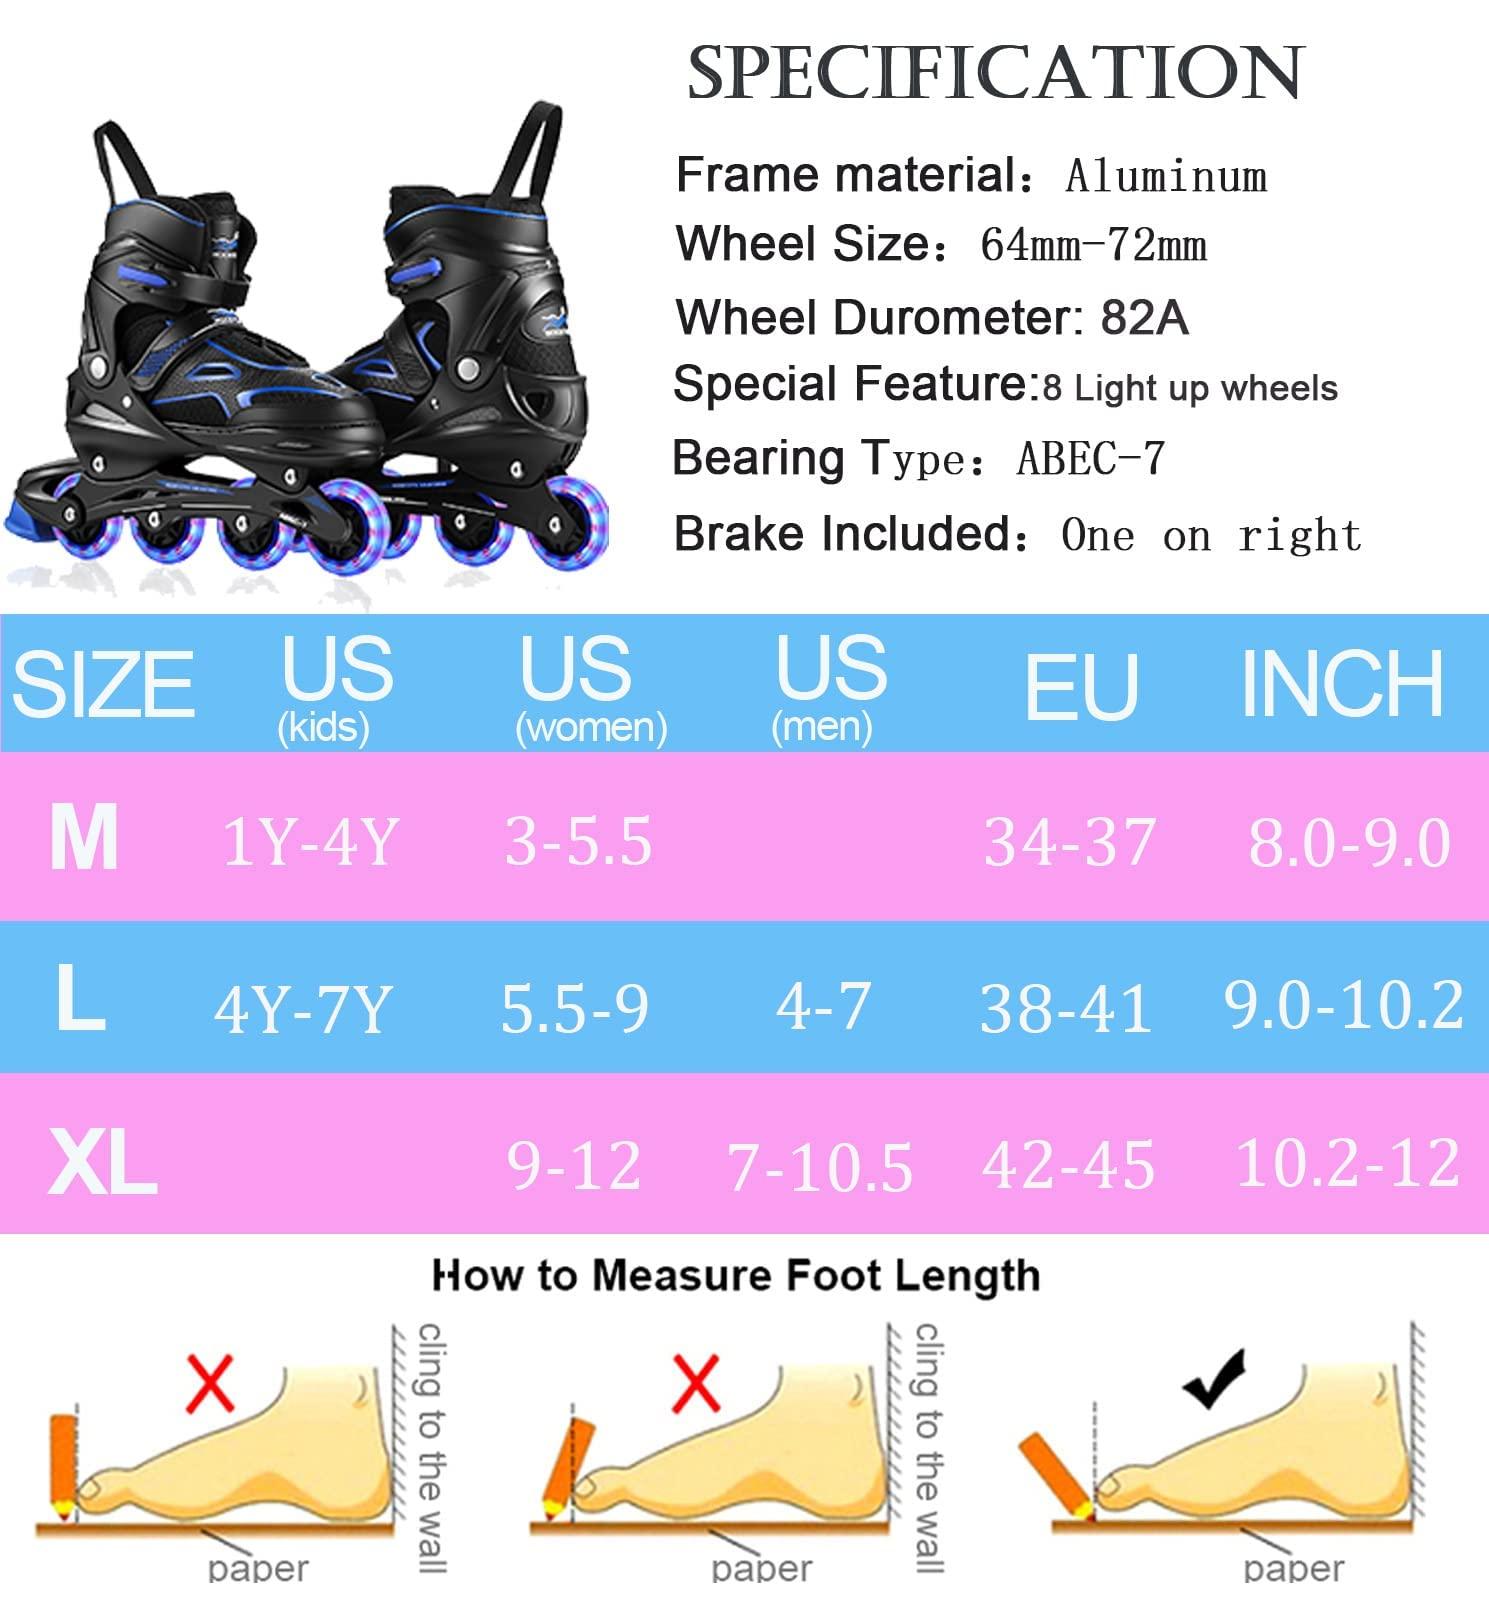 SPECIFICATION
Frame material: Aluminum
Wheel Size: 64mm-72mm
Wheel Durometer: 82A
Special Feature:8 Light up wheels
Bearing Type: ABEC-7
Brake Included: One on right
SIZE US (kids) US (women) US (men) EU INCH
M 1Y-4Y 3-5.5 34-37 8.0-9.0
L 4Y-7Y 5.5-9 4-7 38-41 9.0-10.2
XL 9-12 7-10.5 42-45 10.2-12
How to Measure Foot Length
cling to the wall
cling to the wall
paper
paper
paper